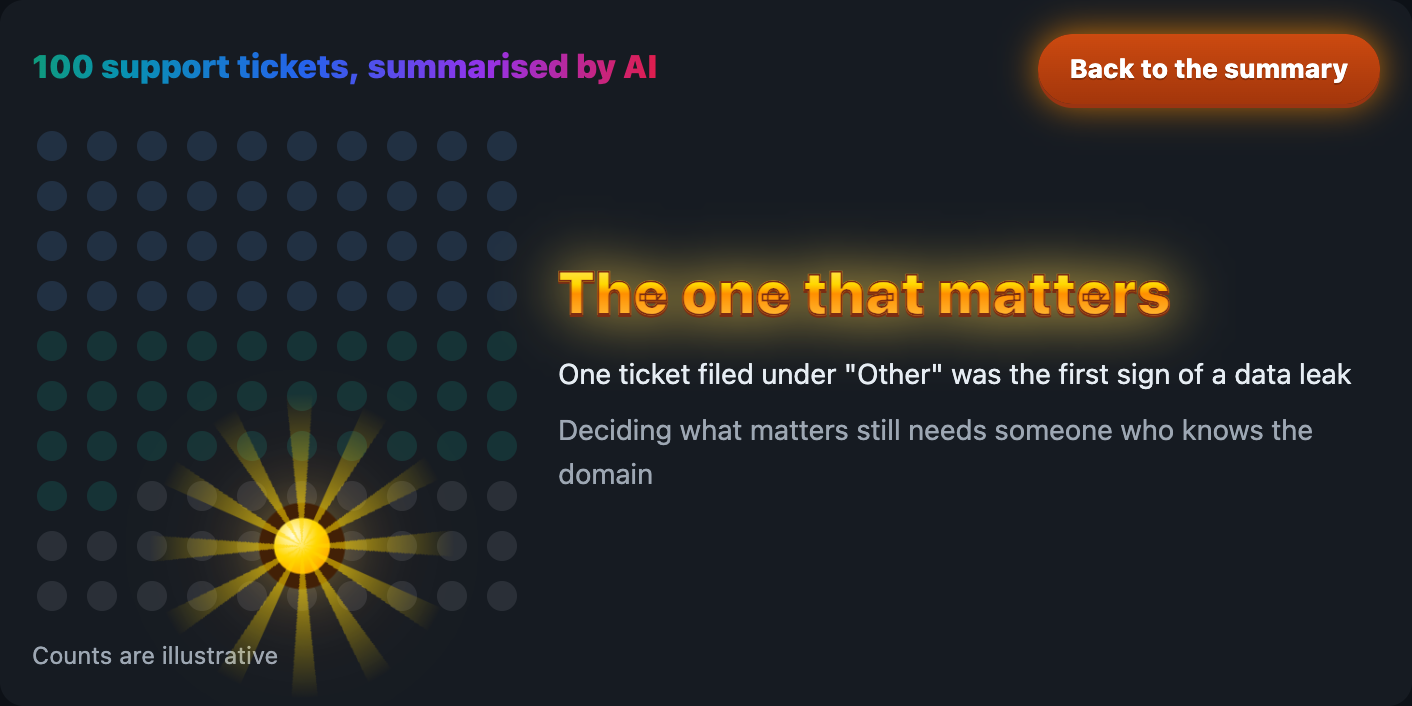 100 support tickets, summarised by AI
Back to the summary
The one that matters
One ticket filed under "Other" was the first sign of a data leak
Deciding what matters still needs someone who knows the
domain
Counts are illustrative